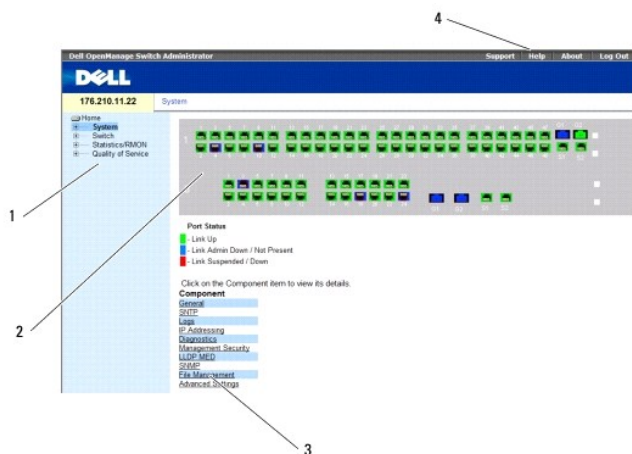 4
Dell OpenManage Switch Administrator Support Help About Log Out
DELL
176.210.11.22 System
Home
System
Switch
Statistics/RMON
Quality of Service
1
2
3
Port Status
- Link Up
- Link Admin Down / Not Present
- Link Suspended / Down
Click on the Component item to view its details.
Component
General
SNTP
Logs
IP Addressing
Diagnostics
Management Security
LLDP MED
SNMP
File Management
Advanced Settings